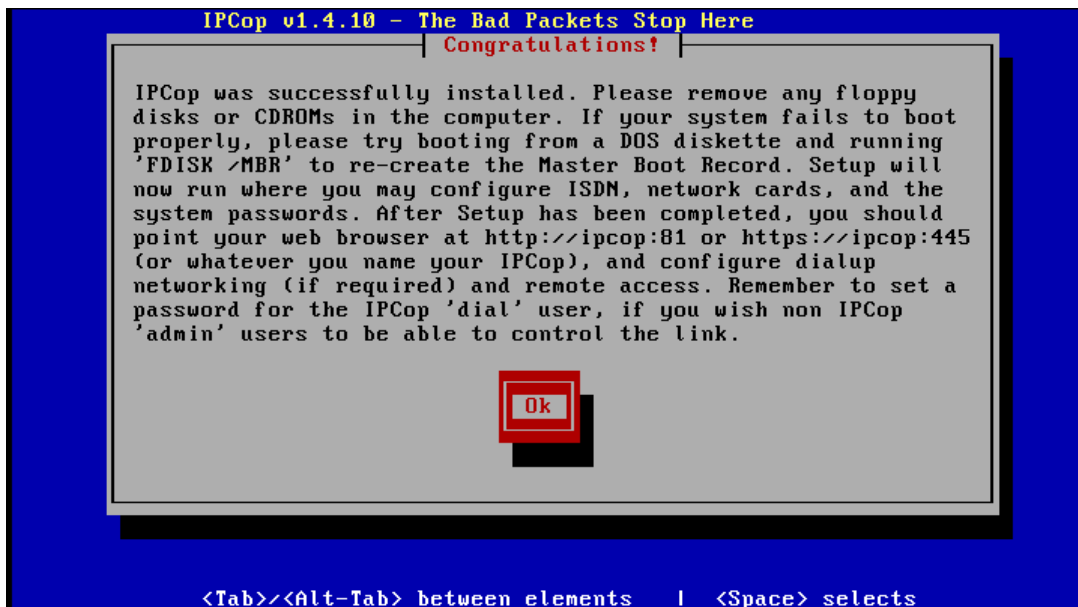 IPCop v1.4.10 - The Bad Packets Stop Here
Congratulations!
IPCop was successfully installed. Please remove any floppy
disks or CDROMs in the computer. If your system fails to boot
properly, please try booting from a DOS diskette and running
'FDISK /MBR' to re-create the Master Boot Record. Setup will
now run where you may configure ISDN, network cards, and the
system passwords. After Setup has been completed, you should
point your web browser at http://ipcop:81 or https://ipcop:445
(or whatever you name your IPCop), and configure dialup
networking (if required) and remote access. Remember to set a
password for the IPCop 'dial' user, if you wish non IPCop
'admin' users to be able to control the link.
Ok
<Tab>/<Alt-Tab> between elements | <Space> selects